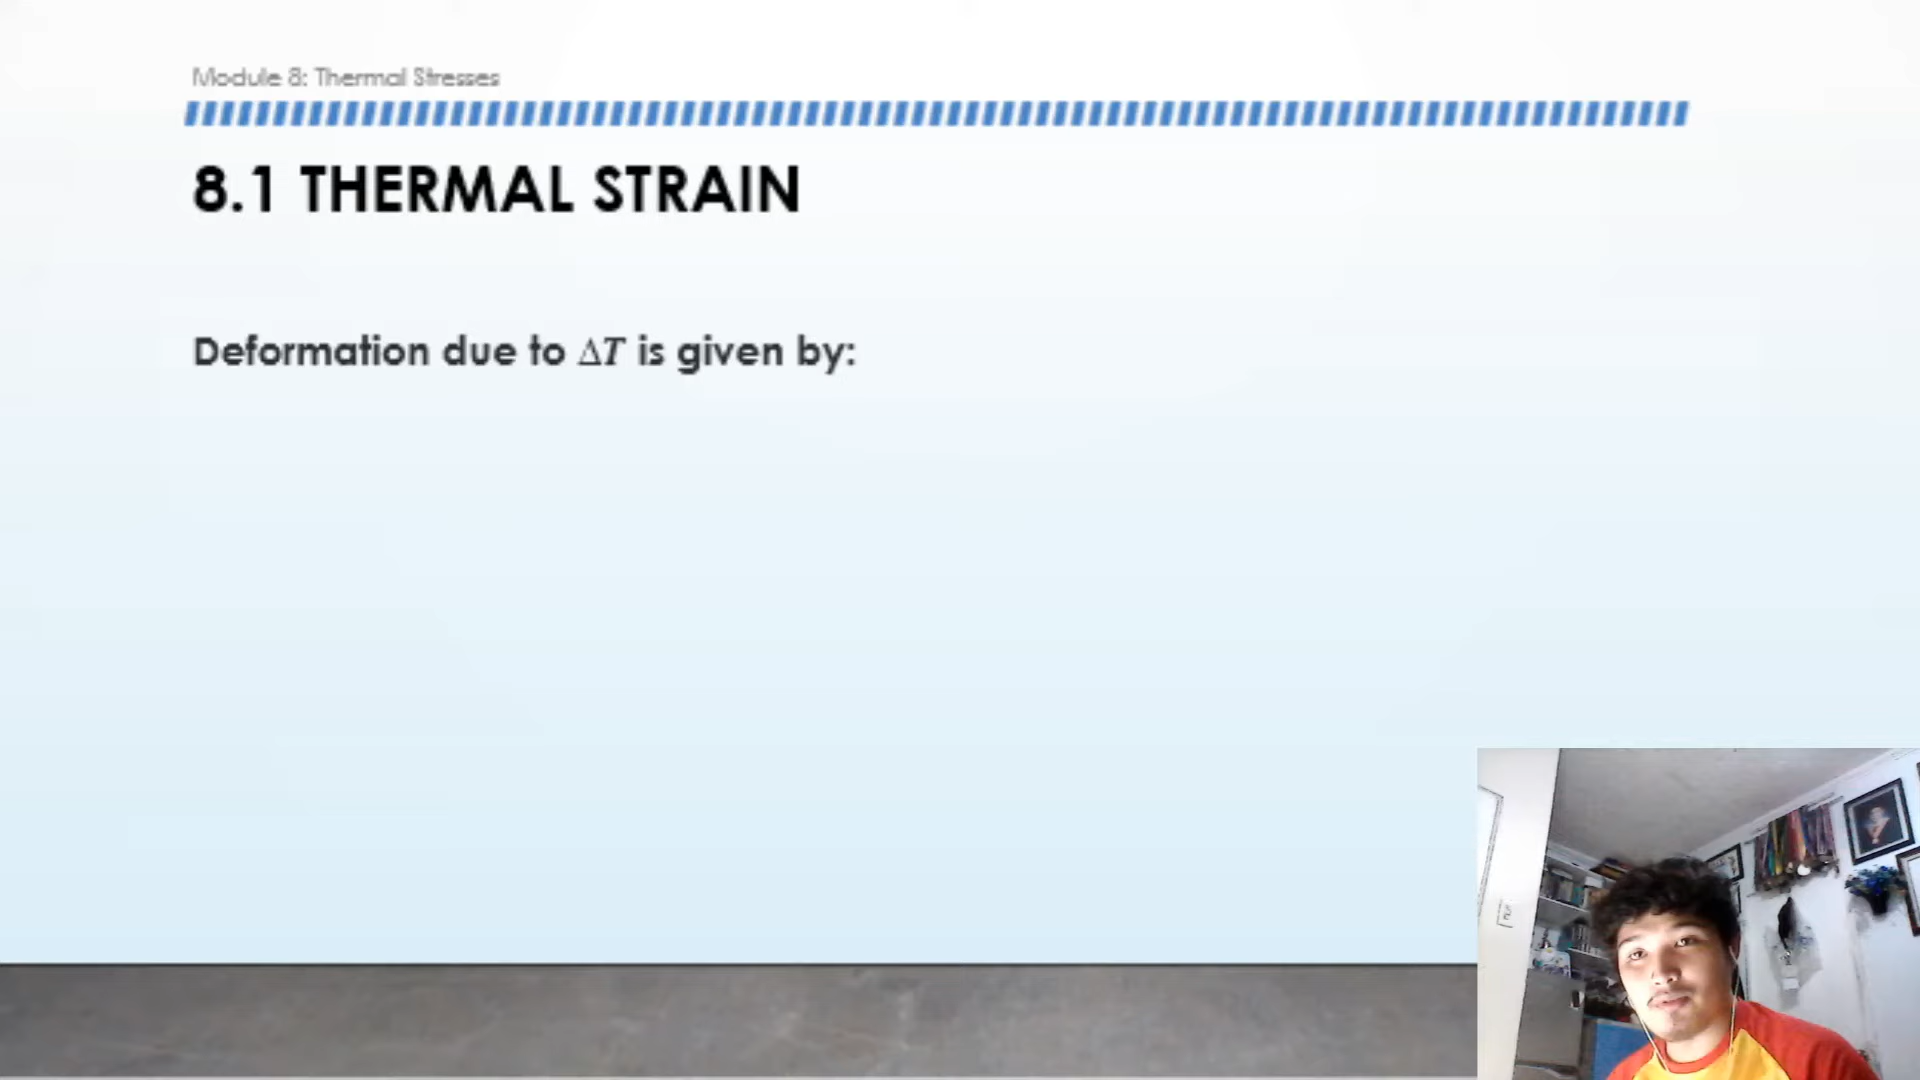 Module 8: Thermal Stresses
8.1 THERMAL STRAIN
Deformation due to ΔT is given by: